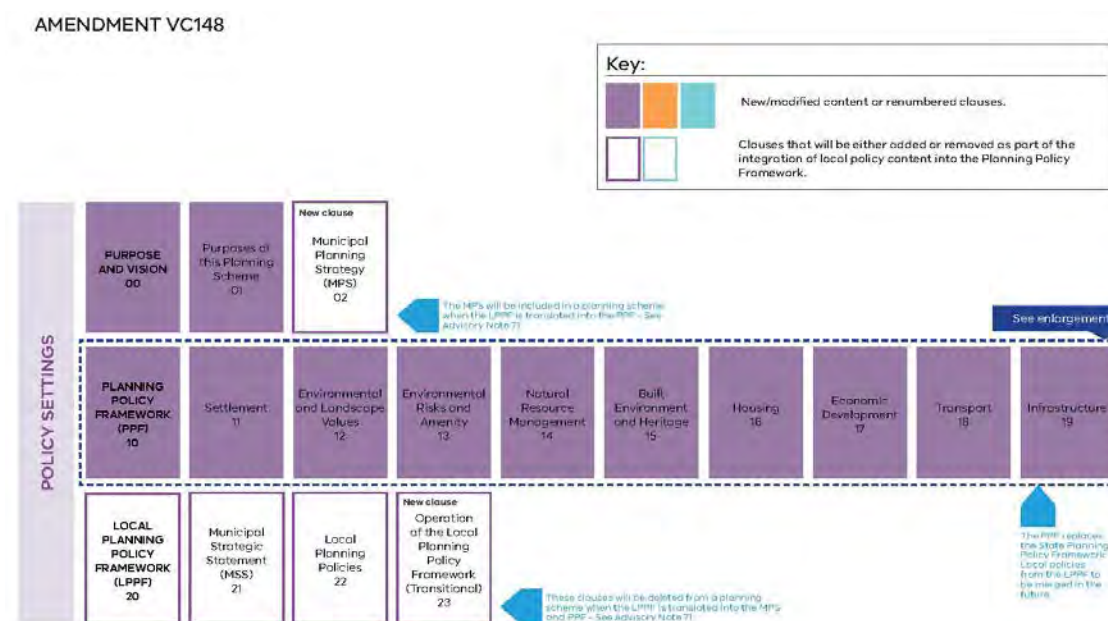 AMENDMENT VC148
Key:
New/modified content or renumbered clauses.
Clauses that will be either added or removed as part of the
integration of local policy content into the Planning Policy
Framework.
POLICY SETTINGS
PURPOSE
AND VISION
00
Purposes of
this Planning
Scheme
01
New clause
Municipal
Planning
Strategy
(MPS)
02
The MPS will be included in a planning scheme
when the LPPF is translated into the PPF - See
Advisory Note 71
See enlargement
PLANNING
POLICY
FRAMEWORK
(PPF)
10
Settlement
11
Environmental
and Landscape
Values
12
Environmental
Risks and
Amenity
13
Natural
Resource
Management
14
Built
Environment
and Heritage
15
Housing
16
Economic
Development
17
Transport
18
Infrastructure
19
LOCAL
PLANNING
POLICY
FRAMEWORK
(LPPF)
20
Municipal
Strategic
Statement
(MSS)
21
Local
Planning
Policies
22
New clause
Operation
of the Local
Planning
Policy
Framework
(Transitional)
23
These clauses will be deleted from a planning
scheme when the LPPF is translated into the MPS
and PPF - See Advisory Note 71
The PPF replaces
the State Planning
Policy Framework.
Local policies
from the LPPF to
be merged in the
future.